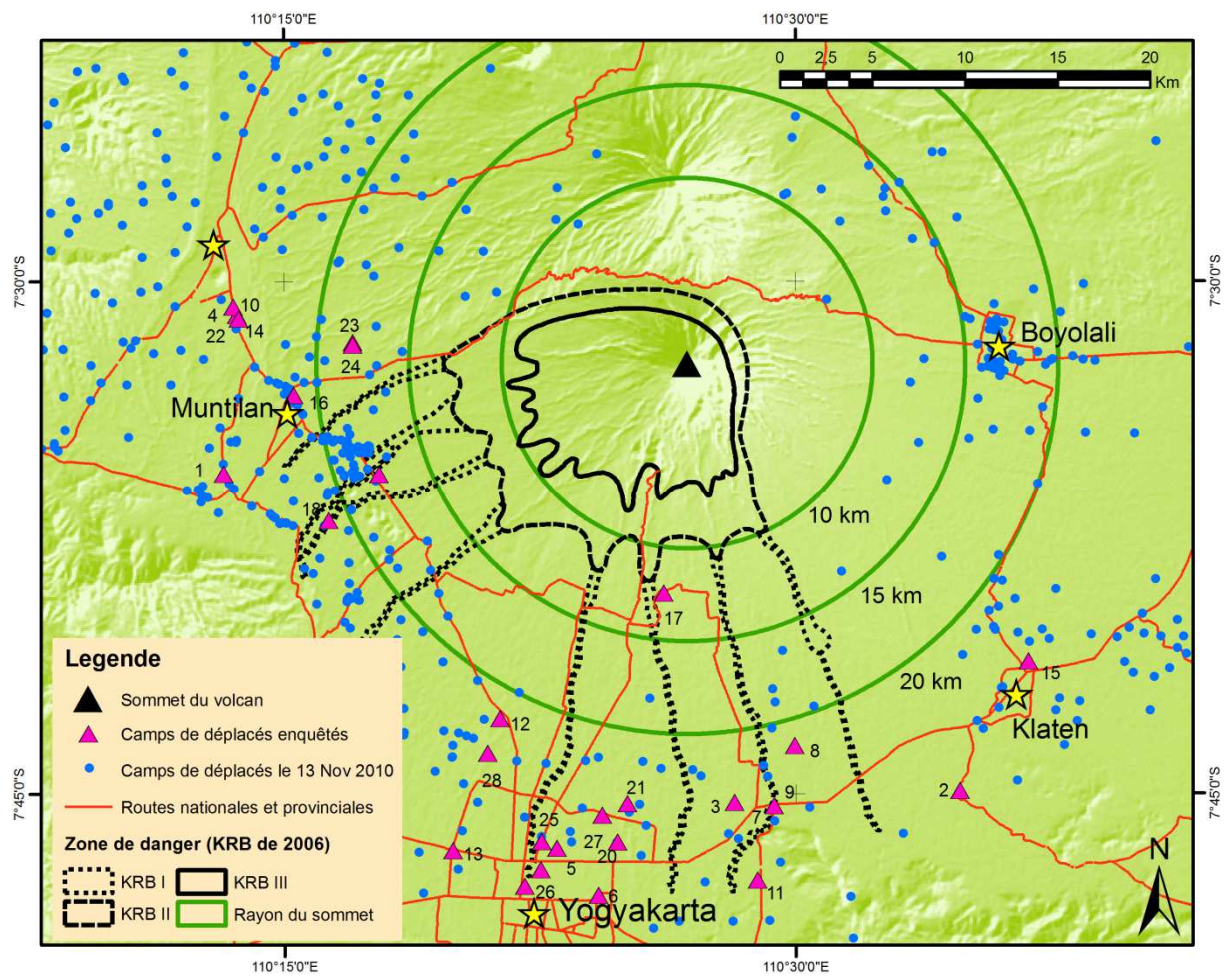 110°15'0"E
110°30'0"E
0 2,5 5 10 15 20
Km
7°30'0"S
7°30'0"S
10
4
22
14
23
24
Boyolali
Muntilan
16
1
18
10 km
15 km
17
20 km
15
Klaten
12
28
8
2
21
3
9
7
25
27
20
13
5
26
6
11
Yogyakarta
7°45'0"S
7°45'0"S
N
Legende
Sommet du volcan
Camps de déplacés enquêtés
Camps de déplacés le 13 Nov 2010
Routes nationales et provinciales
Zone de danger (KRB de 2006)
KRB I
KRB III
KRB II
Rayon du sommet
110°15'0"E
110°30'0"E